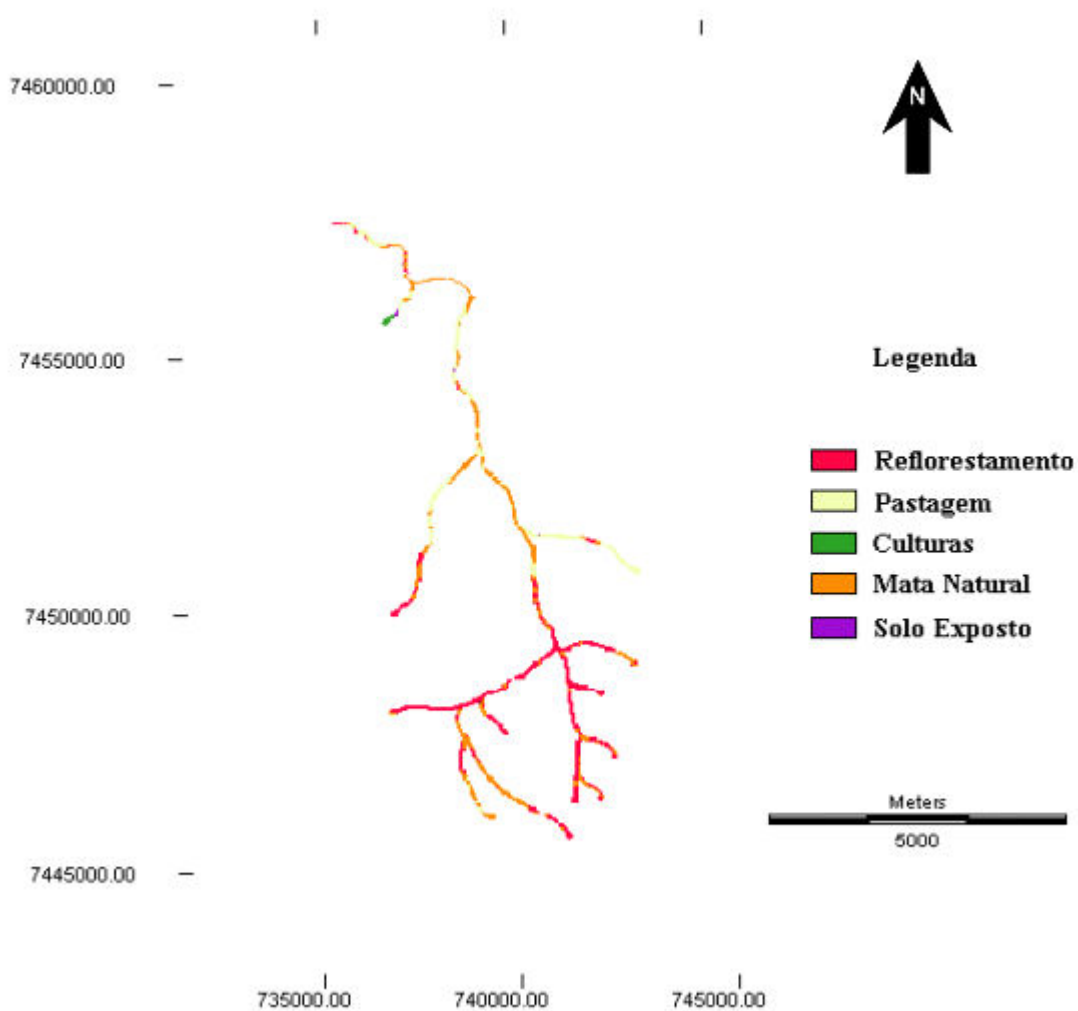 7460000.00
N
7455000.00
Legenda
Reflorestamento
Pastagem
Culturas
Mata Natural
7450000.00
Solo Exposto
Meters
5000
7445000.00
735000.00 740000.00 745000.00